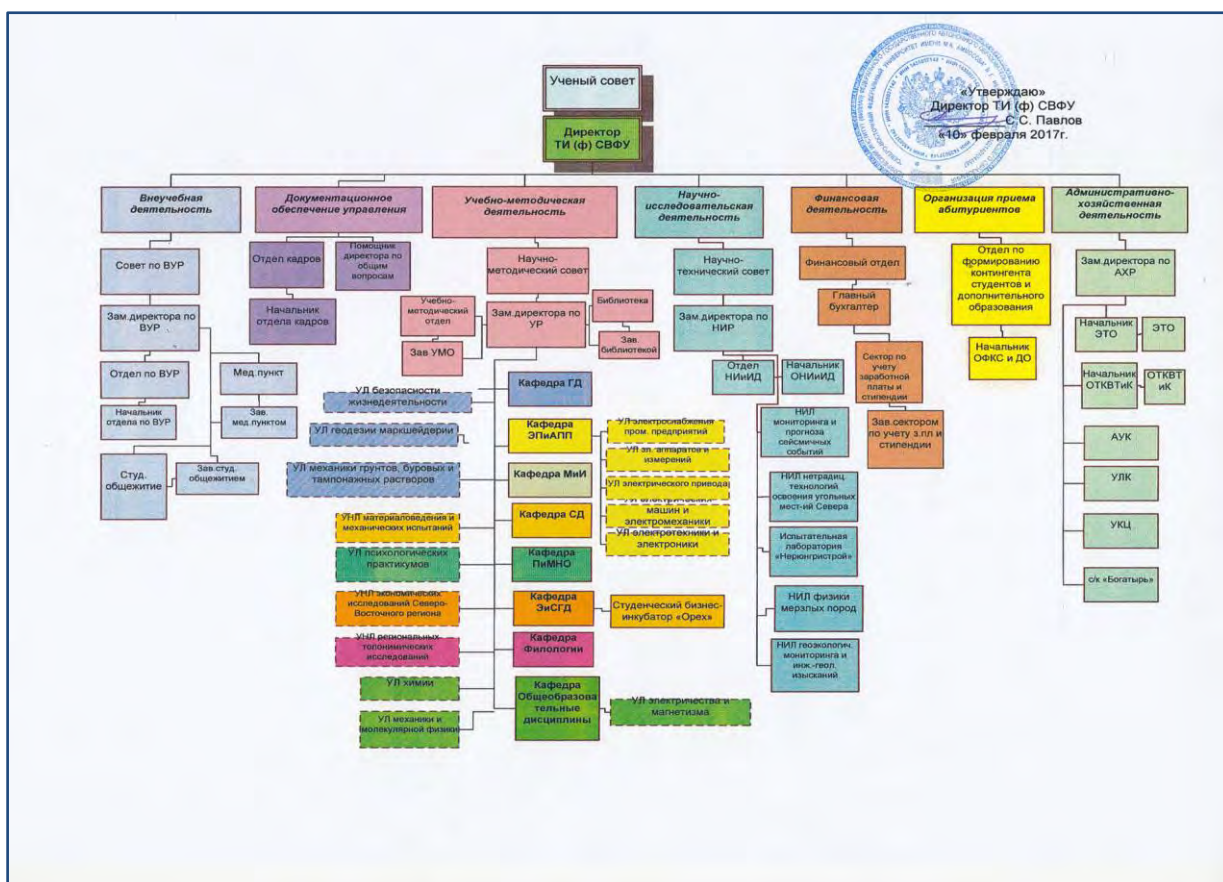 Ученый совет
«Утверждаю»
Директор ТИ (ф) СВФУ
С.С. Павлов
«10» февраля 2017г.
Директор
ТИ (ф) СВФУ
Внеучебная
деятельность
Документационное
обеспечение управления
Учебно-методическая
деятельность
Научно-
исследовательская
деятельность
Финансовая
деятельность
Организация приема
абитуриентов
Административно-
хозяйственная
деятельность
Совет по ВУР
Зам.директора по
ВУР
Отдел по ВУР
Мед.пункт
Начальник
отдела по ВУР
Зав.
мед.пунктом
Студ.
общежитие
Зав.студ.
общежитием
Отдел кадров
Помощник
директора по
общим
вопросам
Начальник
отдела кадров
Научно-
методический совет
Учебно-
методический
отдел
Зав УМО
Зам.директора по
УР
Библиотека
Зав.
библиотекой
Научно-
технический совет
Зам.директора по
НИР
Отдел
НИиИД
Начальник
ОНИиИД
НИЛ
мониторинга и
прогноза
сейсмичных
событий
НИЛ нетрадиц.
технологий
освоения угольных
мест-ий Севера
Испытательная
лаборатория
«Нерюнгристрой»
НИЛ физики
мерзлых пород
НИЛ геоэкологич.
мониторинга и
инж.-геол.
изысканий
Финансовый отдел
Главный
бухгалтер
Сектор по
учету
заработной
платы и
стипендии
Зав.сектором
по учету з.пл и
стипендии
Отдел по
формированию
контингента
студентов и
дополнительного
образования
Начальник
ОФКС и ДО
Зам.директора по
АХР
Начальник
ЭТО
ЭТО
Начальник
ОТКВТиК
ОТКВТ
иК
АУК
УЛК
УКЦ
с/к «Богатырь»
УЛ безопасности
жизнедеятельности
Кафедра ГД
УЛ геодезии маркшейдерии
Кафедра
ЭПиАПП
УЛ электроснабжения
пром. предприятий
УЛ эл. аппаратов и
измерений
УЛ механики грунтов, буровых и
тампонажных растворов
Кафедра
МиИ
УЛ электрического привода
УЛ электрических
машин и
электромеханики
УНЛ материаловедения и
механических испытаний
Кафедра СД
УЛ электротехники и
электроники
УЛ психологических
практикумов
Кафедра
ПиМНО
УНЛ экономических
исследований Северо-
Восточного региона
Кафедра
ЭиСГД
Студенческий бизнес-
инкубатор «Орех»
УНЛ региональных
топонимических
исследований
Кафедра
Филологии
УЛ химии
Кафедра
Общеобразова
тельные
дисциплины
УЛ электричества и
магнетизма
УЛ механики и
молекулярной физики